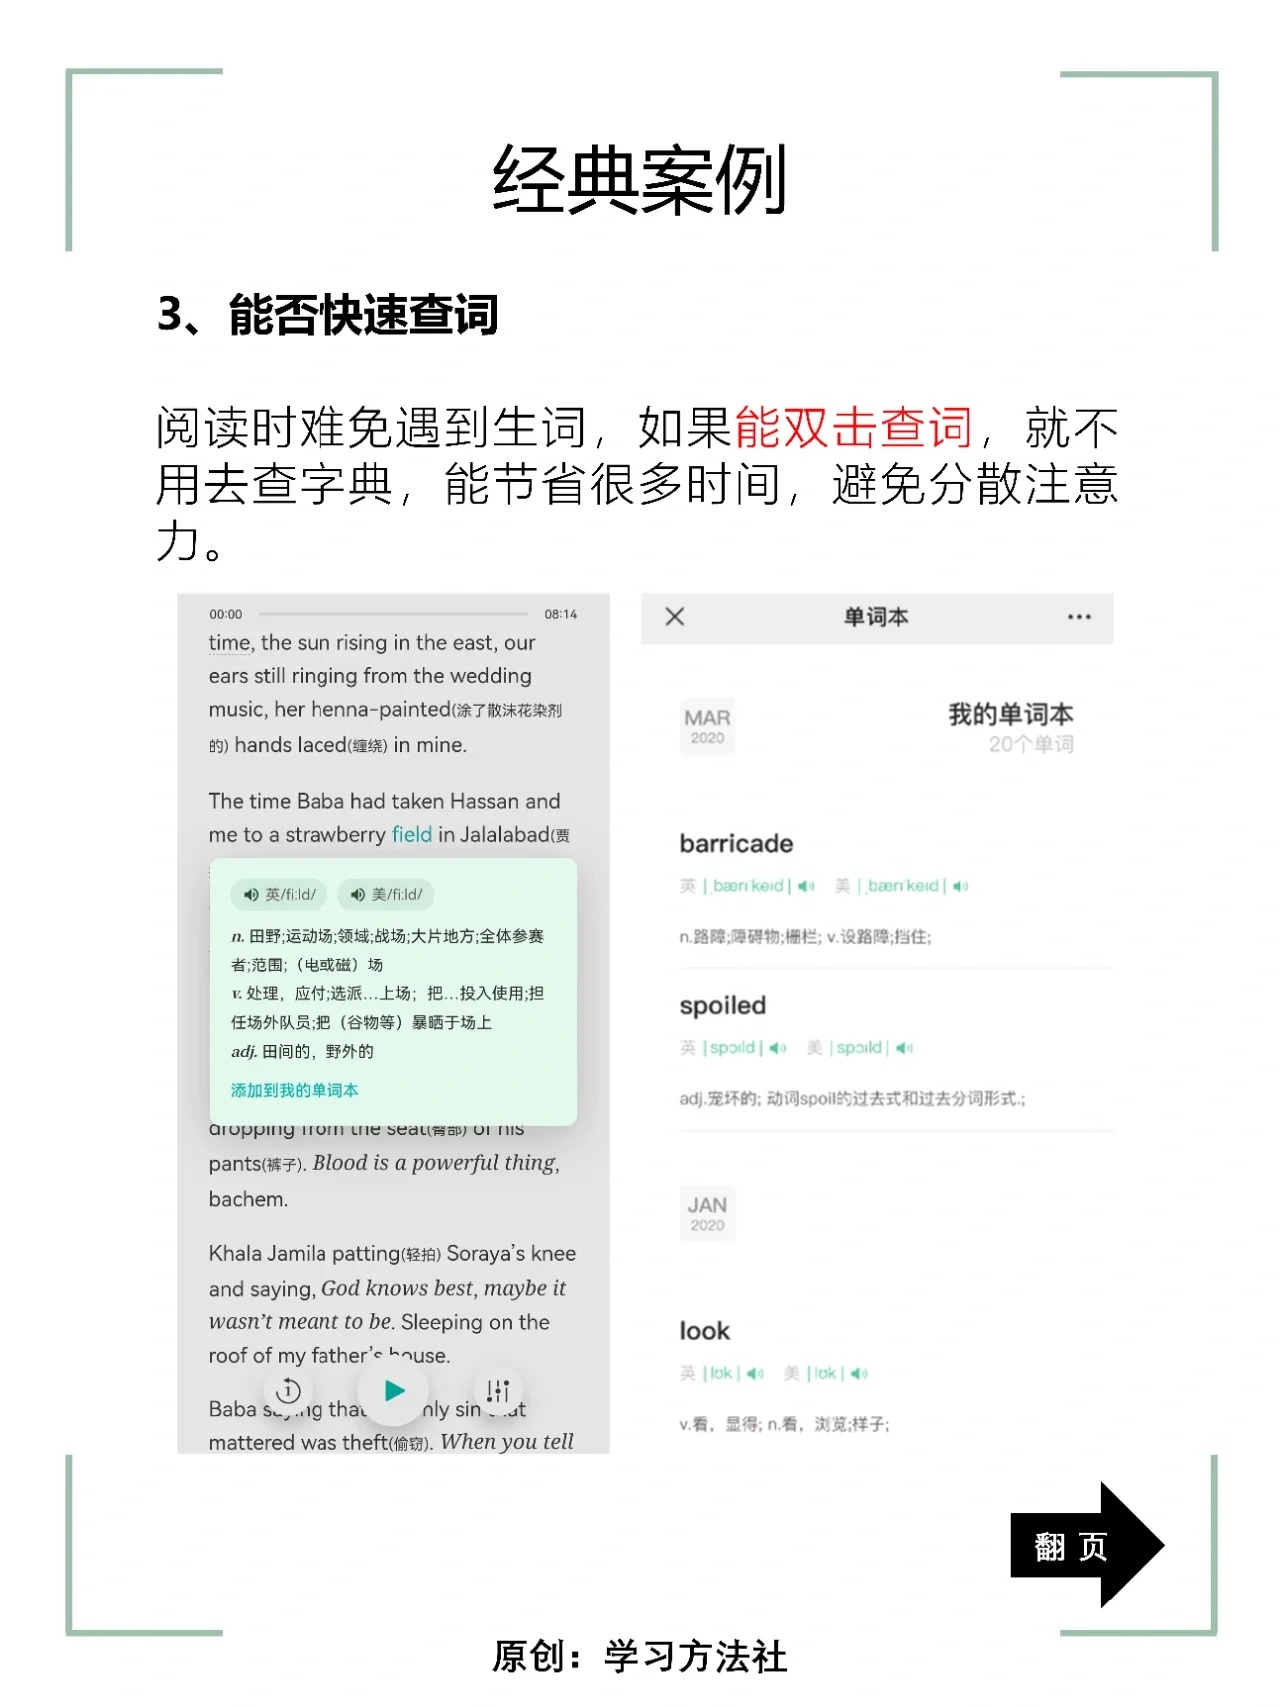 经典案例
3、能否快速查词
阅读时难免遇到生词，如果能双击查词，就不
用去查字典，能节省很多时间，避免分散注意
力。
00:00 08:14
time, the sun rising in the east, our
ears still ringing from the wedding
music, her henna-painted(涂了散沫花染剂
的) hands laced(缠绕) in mine.
The time Baba had taken Hassan and
me to a strawberry field in Jalalabad(贾
英/fi:ld/ 美/fi:ld/
n. 田野;运动场;领域;战场;大片地方;全体参赛
者;范围;（电或磁）场
v. 处理，应付;选派…上场；把…投入使用;担
任场外队员;把（谷物等）暴晒于场上
adj. 田间的，野外的
添加到我的单词本
dropping from the seat(臀部) of his
pants(裤子). Blood is a powerful thing,
bachem.
Khala Jamila patting(轻拍) Soraya's knee
and saying, God knows best, maybe it
wasn't meant to be. Sleeping on the
roof of my father's house.
1
Baba saying that only sin that
mattered was theft(偷窃). When you tell
单词本
MAR
2020
我的单词本
20个单词
barricade
英 |ˌbærɪˈkeɪd| 美 |ˌbærɪˈkeɪd|
n.路障;障碍物;栅栏; v.设路障;挡住;
spoiled
英 |spɔɪld| 美 |spɔɪld|
adj.宠坏的; 动词spoil的过去式和过去分词形式.;
JAN
2020
look
英 |lʊk| 美 |lʊk|
v.看，显得; n.看，浏览;样子;
翻 页
原创：学习方法社